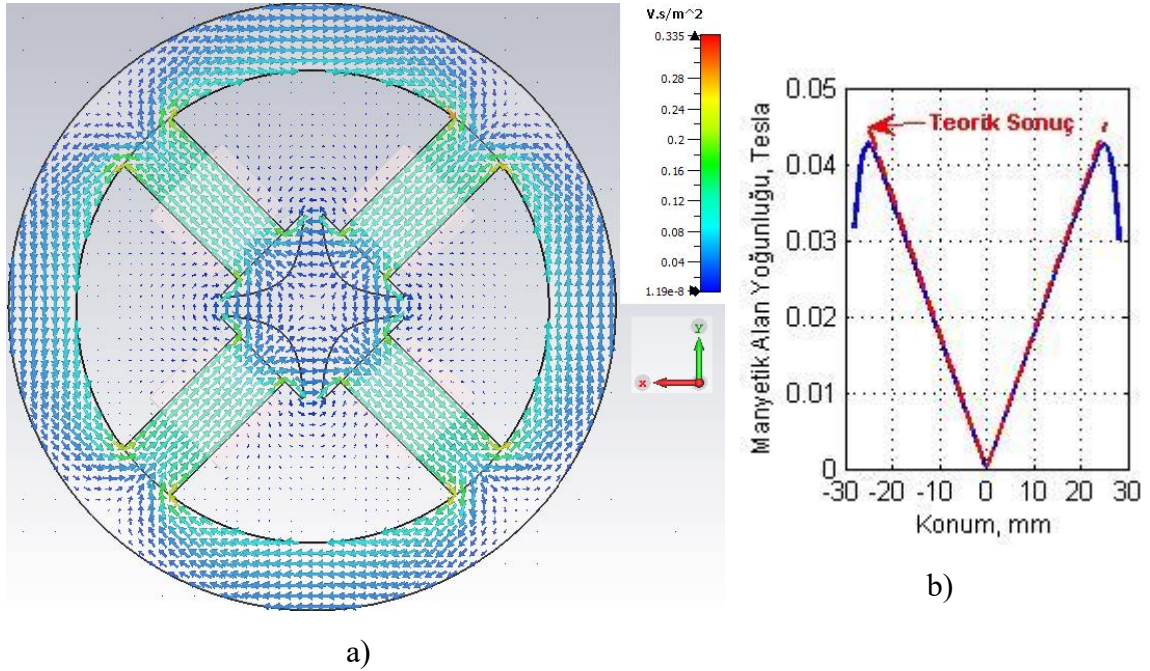 V.s/m^2
0.335
0.28
0.24
0.2
0.16
0.12
0.08
0.04
1.19e-8
y
x
a)
Manyetik Alan Yoğunluğu, Tesla
0.05
0.04
0.03
0.02
0.01
0
Teorik Sonuç
-30 -20 -10 0 10 20 30
Konum, mm
b)